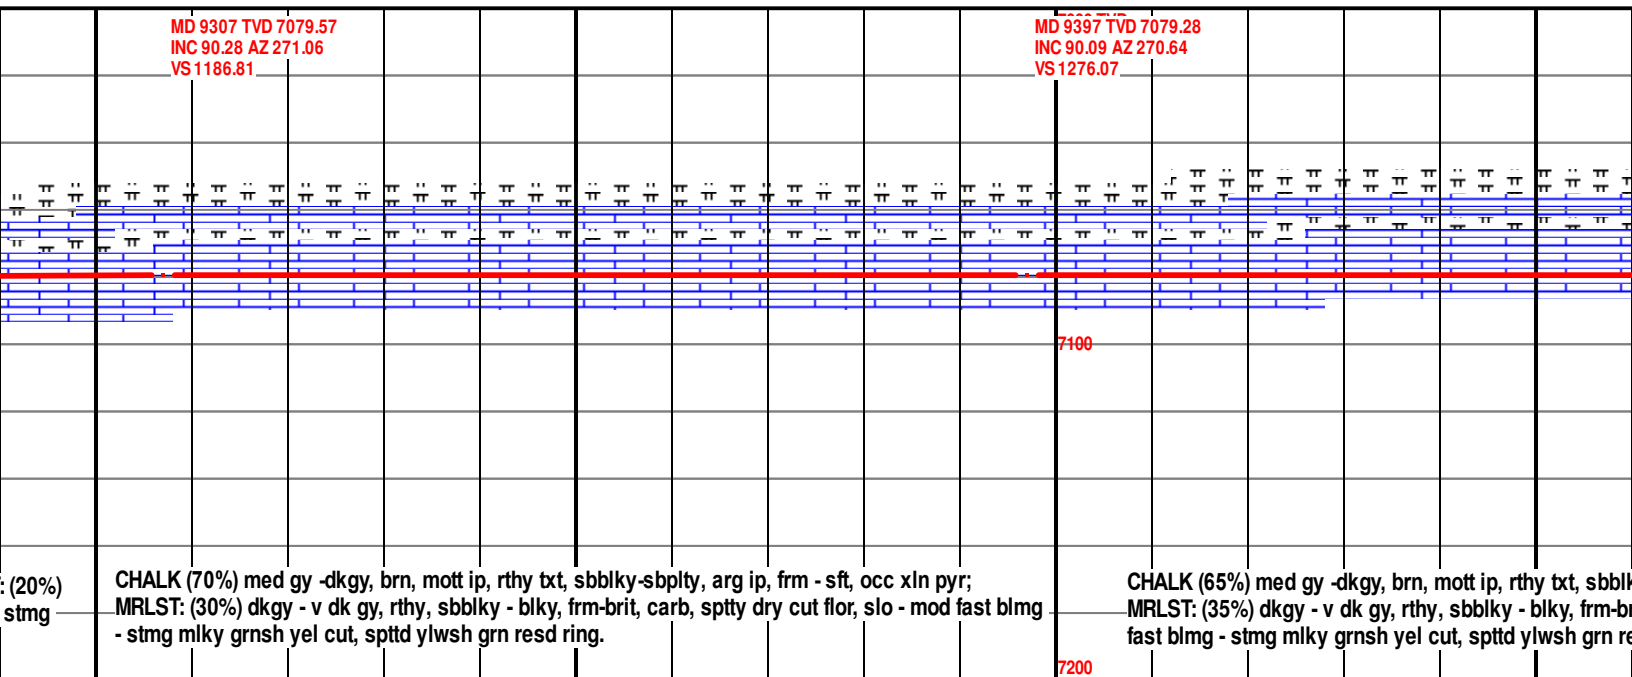 MD 9307 TVD 7079.57
INC 90.28 AZ 271.06
VS 1186.81
MD 9397 TVD 7079.28
INC 90.09 AZ 270.64
VS 1276.07
7100
: (20%)
stmg
CHALK (70%) med gy -dkgy, brn, mott ip, rthy txt, sbblky-sbplty, arg ip, frm - sft, occ xln pyr;
MRLST: (30%) dkgy - v dk gy, rthy, sbblky - blky, frm-brit, carb, sptty dry cut flor, slo - mod fast blmg
- stmg mlky grnsh yel cut, spttd ylwsh grn resd ring.
CHALK (65%) med gy -dkgy, brn, mott ip, rthy txt, sbblk
MRLST: (35%) dkgy - v dk gy, rthy, sbblky - blky, frm-br
fast blmg - stmg mlky grnsh yel cut, spttd ylwsh grn re
7200